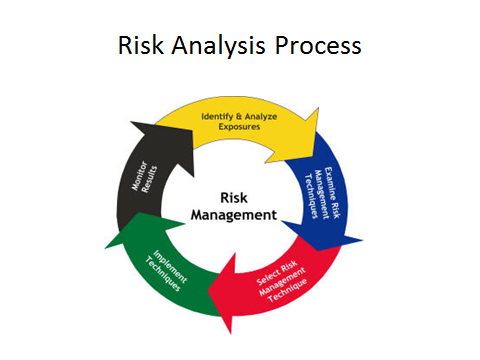 Risk Analysis Process
Identify & Analyze
Exposures
Examine Risk
Management
Techniques
Select Risk
Management
Technique
Implement
Techniques
Monitor
Results
Risk
Management